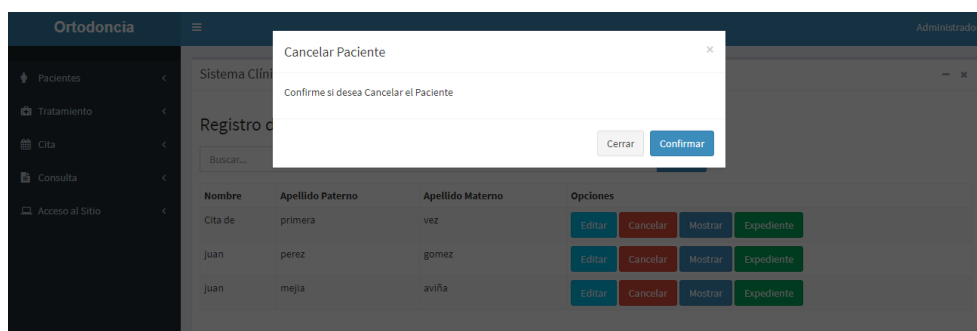 Ortodoncia
Administrado
Cancelar Paciente
Confirme si desea Cancelar el Paciente
Cerrar Confirmar
Pacientes
Tratamiento
Cita
Consulta
Acceso al Sitio
Sistema Clíni
Registro d
Buscar...
Nombre Apellido Paterno Apellido Materno Opciones
Cita de primera vez Editar Cancelar Mostrar Expediente
juan perez gomez Editar Cancelar Mostrar Expediente
juan mejia aviña Editar Cancelar Mostrar Expediente